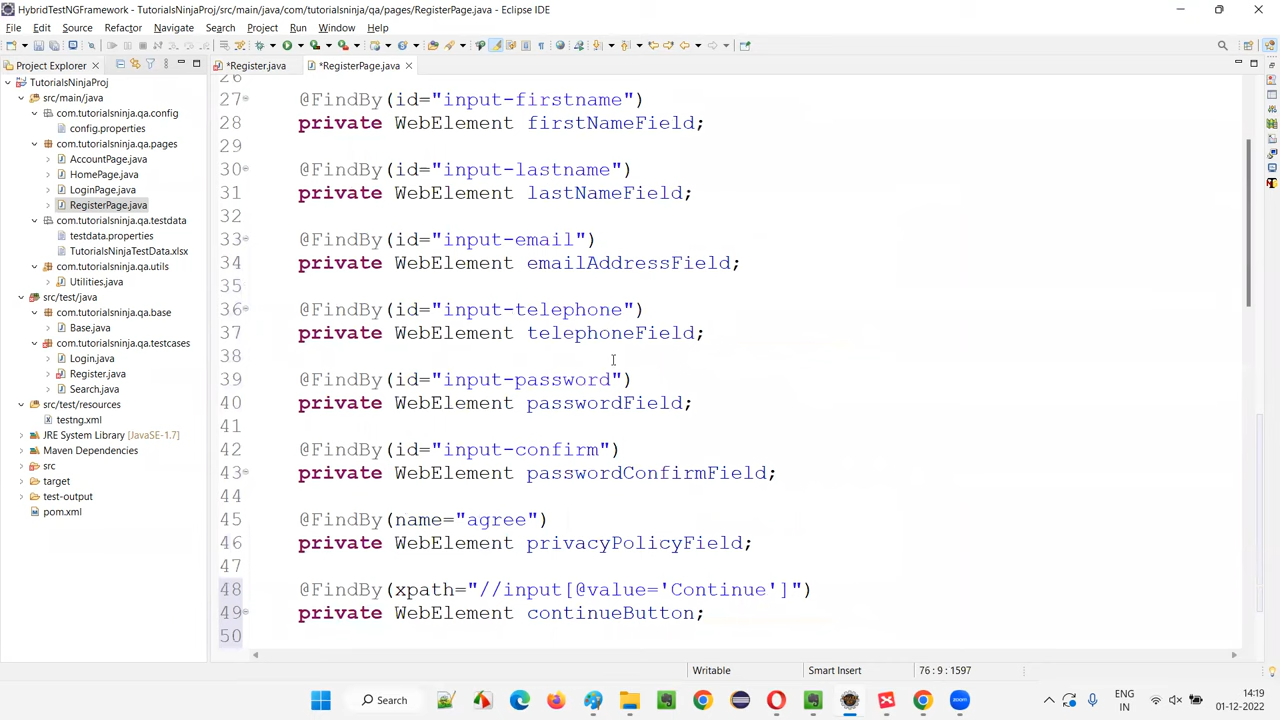 HybridTestNGFramework - TutorialsNinjaProj/src/main/java/com/tutorialsninja/qa/pages/RegisterPage.java - Eclipse IDE
File Edit Source Refactor Navigate Search Project Run Window Help
Project Explorer
*Register.java
*RegisterPage.java
TutorialsNinjaProj
src/main/java
com.tutorialsninja.qa.config
config.properties
com.tutorialsninja.qa.pages
AccountPage.java
HomePage.java
LoginPage.java
RegisterPage.java
com.tutorialsninja.qa.testdata
testdata.properties
TutorialsNinjaTestData.xlsx
com.tutorialsninja.qa.utils
Utilities.java
src/test/java
com.tutorialsninja.qa.base
Base.java
com.tutorialsninja.qa.testcases
Login.java
Register.java
Search.java
src/test/resources
testng.xml
JRE System Library [JavaSE-1.7]
Maven Dependencies
src
target
test-output
pom.xml
26
27 @FindBy(id="input-firstname")
28 private WebElement firstNameField;
29
30 @FindBy(id="input-lastname")
31 private WebElement lastNameField;
32
33 @FindBy(id="input-email")
34 private WebElement emailAddressField;
35
36 @FindBy(id="input-telephone")
37 private WebElement telephoneField;
38
39 @FindBy(id="input-password")
40 private WebElement passwordField;
41
42 @FindBy(id="input-confirm")
43 private WebElement passwordConfirmField;
44
45 @FindBy(name="agree")
46 private WebElement privacyPolicyField;
47
48 @FindBy(xpath="//input[@value='Continue']")
49 private WebElement continueButton;
50
Writable Smart Insert 76 : 9 : 1597
Search
ENG
IN
14:19
01-12-2022